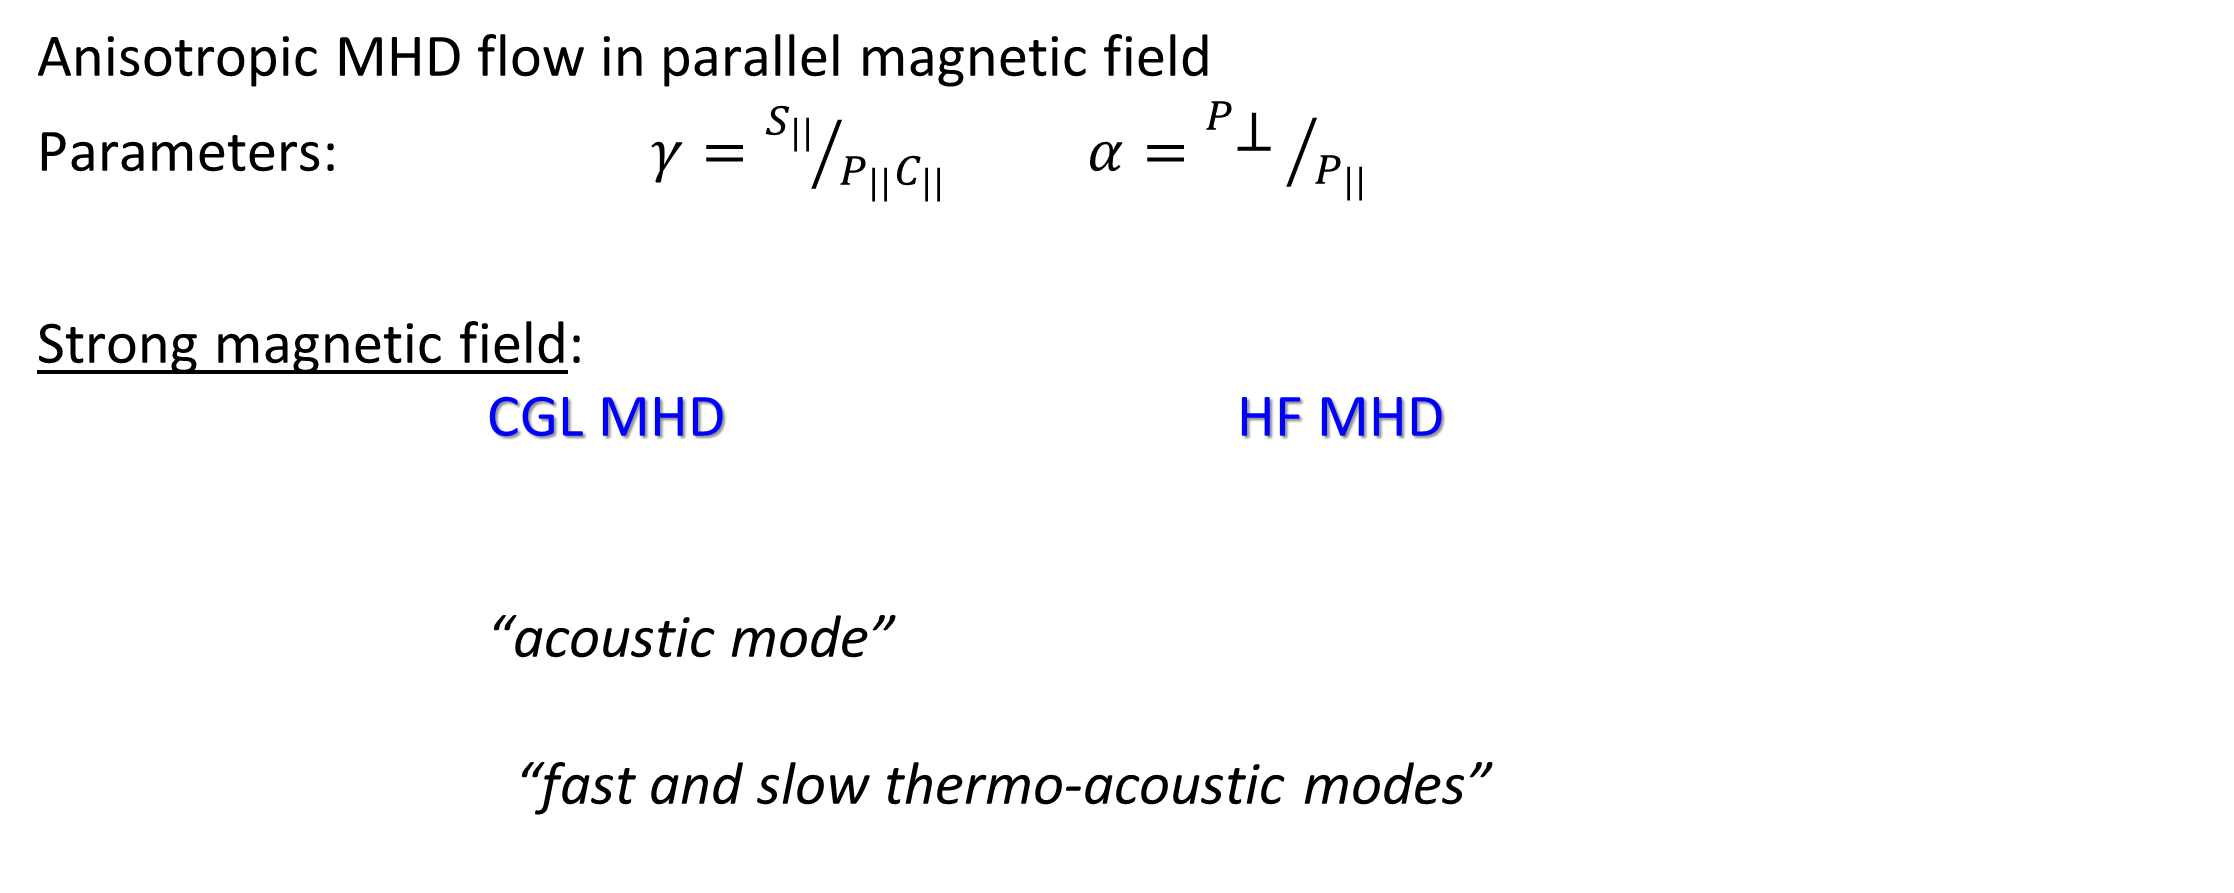 Anisotropic MHD flow in parallel magnetic field
Parameters: γ = S||/P||C|| α = P⊥/P||
Strong magnetic field:
CGL MHD HF MHD
“acoustic mode”
“fast and slow thermo-acoustic modes”